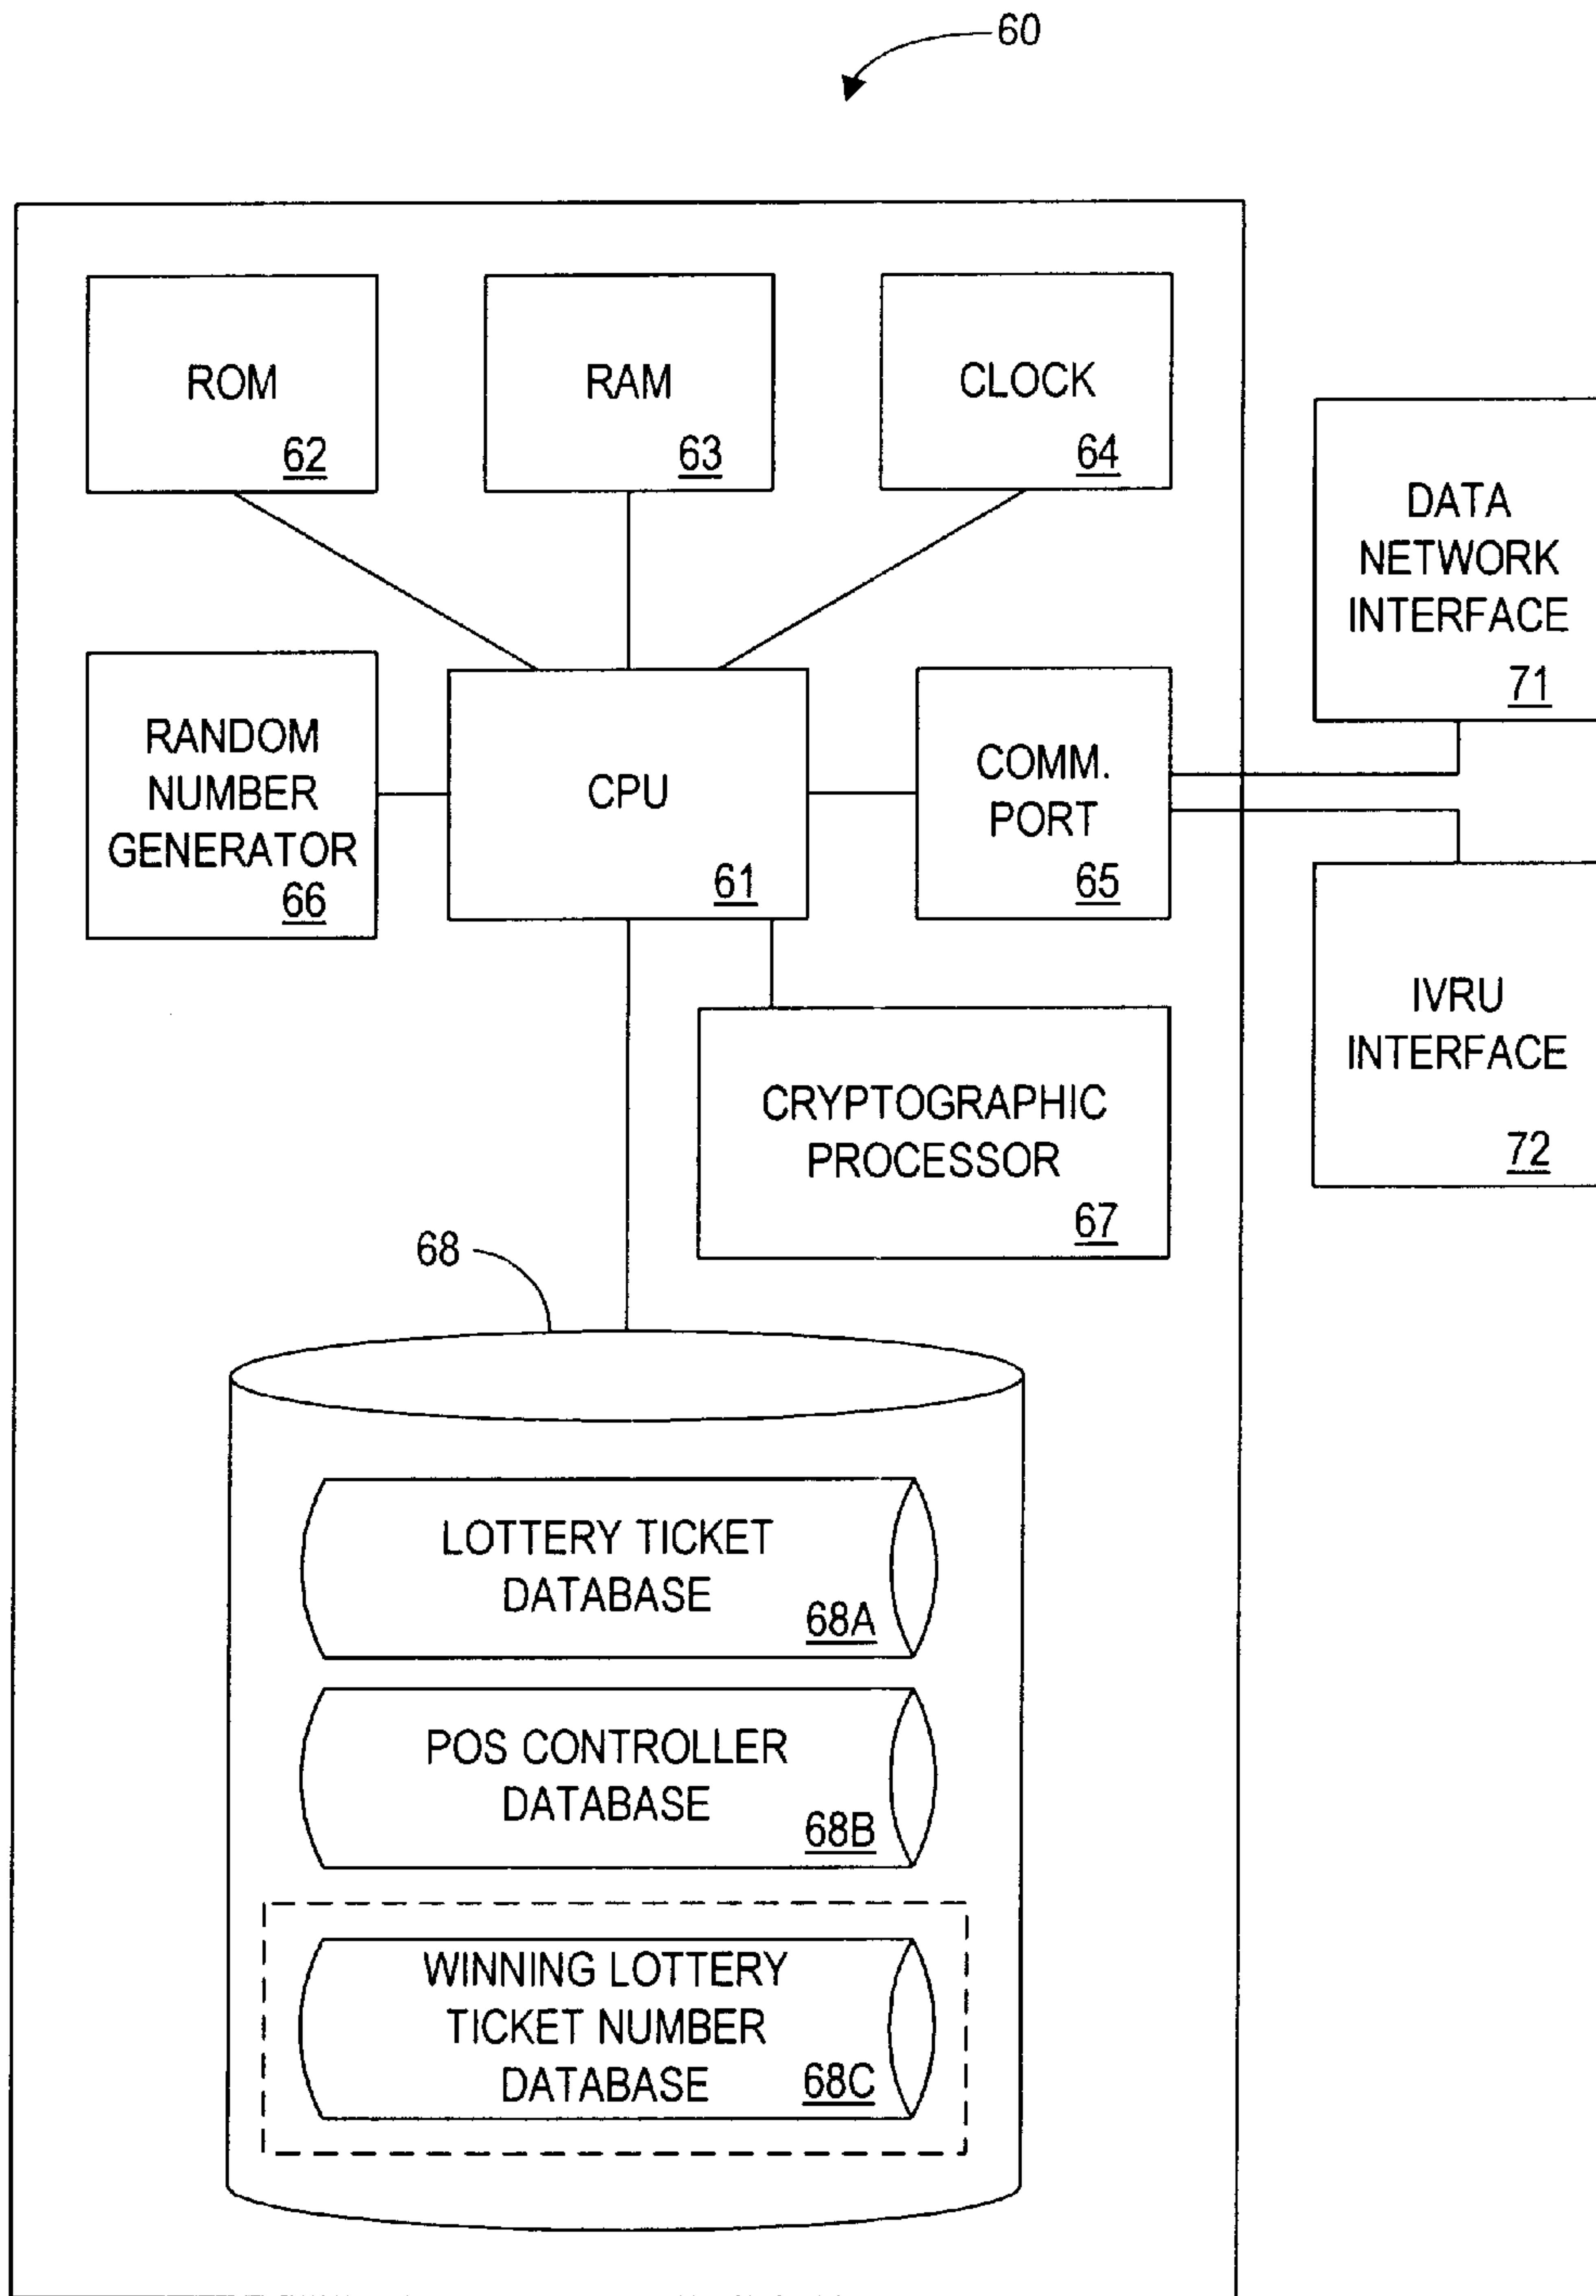 60
ROM
62
RAM
63
CLOCK
64
DATA
NETWORK
INTERFACE
71
RANDOM
NUMBER
GENERATOR
66
CPU
61
COMM.
PORT
65
IVRU
INTERFACE
72
CRYPTOGRAPHIC
PROCESSOR
67
68
LOTTERY TICKET
DATABASE
68A
POS CONTROLLER
DATABASE
68B
WINNING LOTTERY
TICKET NUMBER
DATABASE
68C